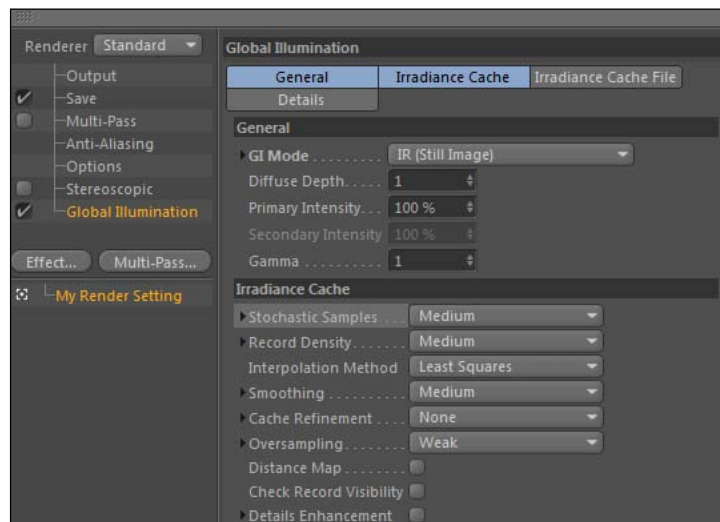 Renderer Standard
Output
Save
Multi-Pass
Anti-Aliasing
Options
Stereoscopic
Global Illumination
Effect... Multi-Pass...
My Render Setting
Global Illumination
General Irradiance Cache Irradiance Cache File
Details
General
GI Mode . . . . . . . . . IR (Still Image)
Diffuse Depth. . . . . 1
Primary Intensity. . . 100 %
Secondary Intensity 100 %
Gamma . . . . . . . . . . 1
Irradiance Cache
Stochastic Samples . . . Medium
Record Density. . . . . . . Medium
Interpolation Method Least Squares
Smoothing . . . . . . . . . . Medium
Cache Refinement . . . . None
Oversampling. . . . . . . . Weak
Distance Map . . . . . . . .
Check Record Visibility
Details Enhancement .